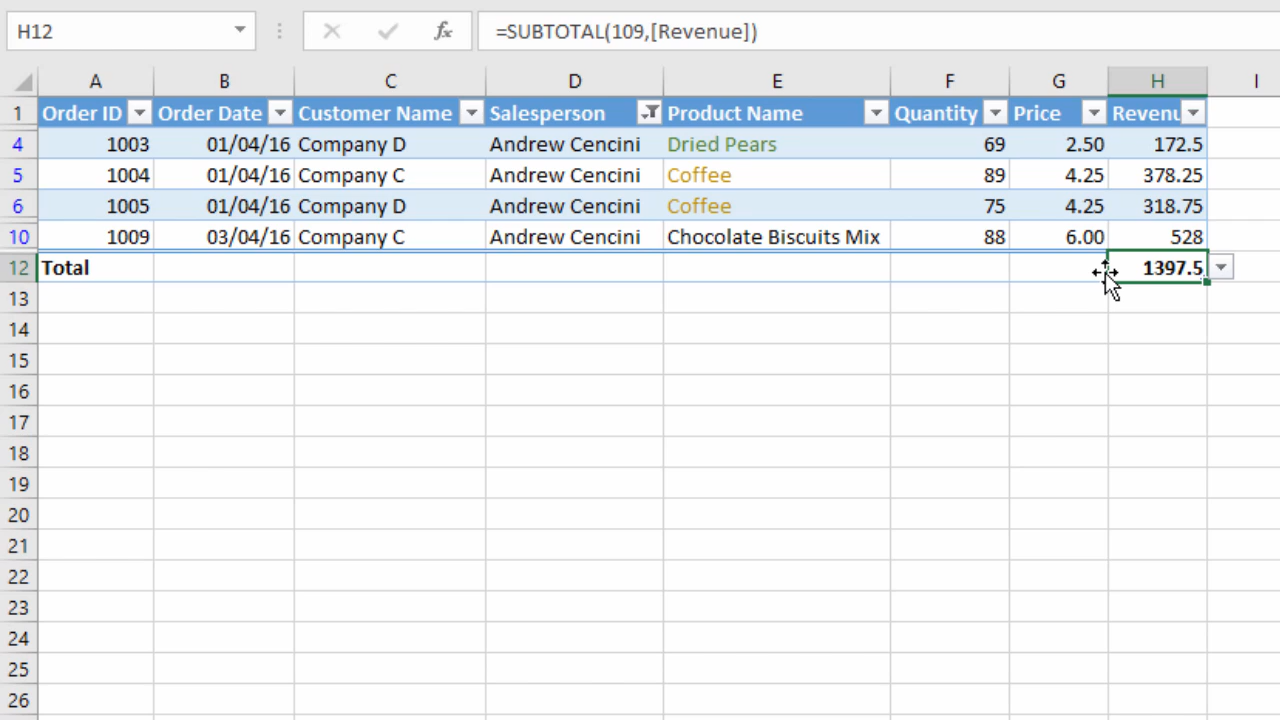 H12 fx =SUBTOTAL(109,[Revenue])
A B C D E F G H I
1 Order ID Order Date Customer Name Salesperson Product Name Quantity Price Revenu
4 1003 01/04/16 Company D Andrew Cencini Dried Pears 69 2.50 172.5
5 1004 01/04/16 Company C Andrew Cencini Coffee 89 4.25 378.25
6 1005 01/04/16 Company D Andrew Cencini Coffee 75 4.25 318.75
10 1009 03/04/16 Company C Andrew Cencini Chocolate Biscuits Mix 88 6.00 528
12 Total 1397.5
13
14
15
16
17
18
19
20
21
22
23
24
25
26